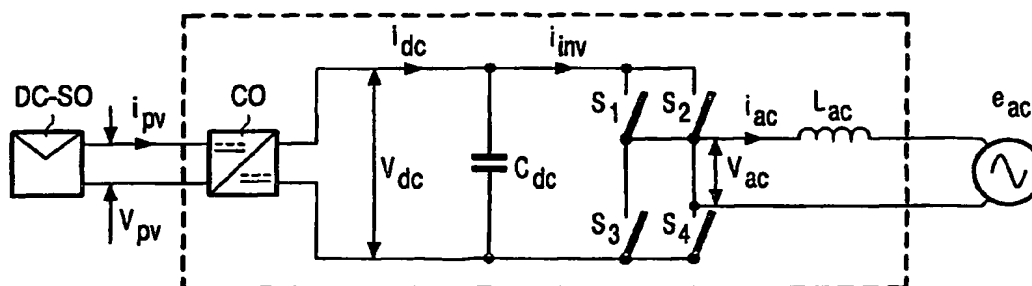 i_dc
i_inv
DC-SO
i_pv
CO
S_1
S_2
i_ac
L_ac
e_ac
V_dc
C_dc
V_ac
V_pv
S_3
S_4